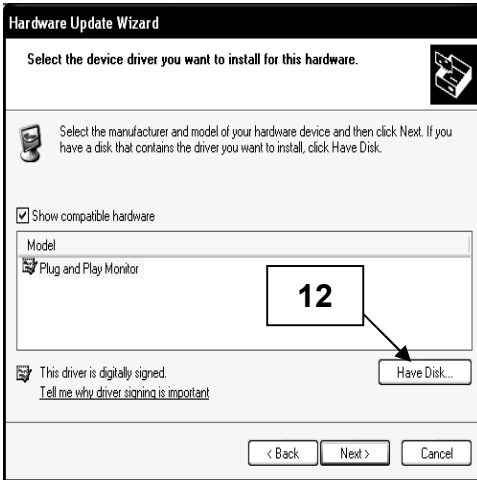 Hardware Update Wizard
Select the device driver you want to install for this hardware.
Select the manufacturer and model of your hardware device and then click Next. If you
have a disk that contains the driver you want to install, click Have Disk.
Show compatible hardware
Model
Plug and Play Monitor
12
This driver is digitally signed.
Tell me why driver signing is important
Have Disk...
< Back Next > Cancel